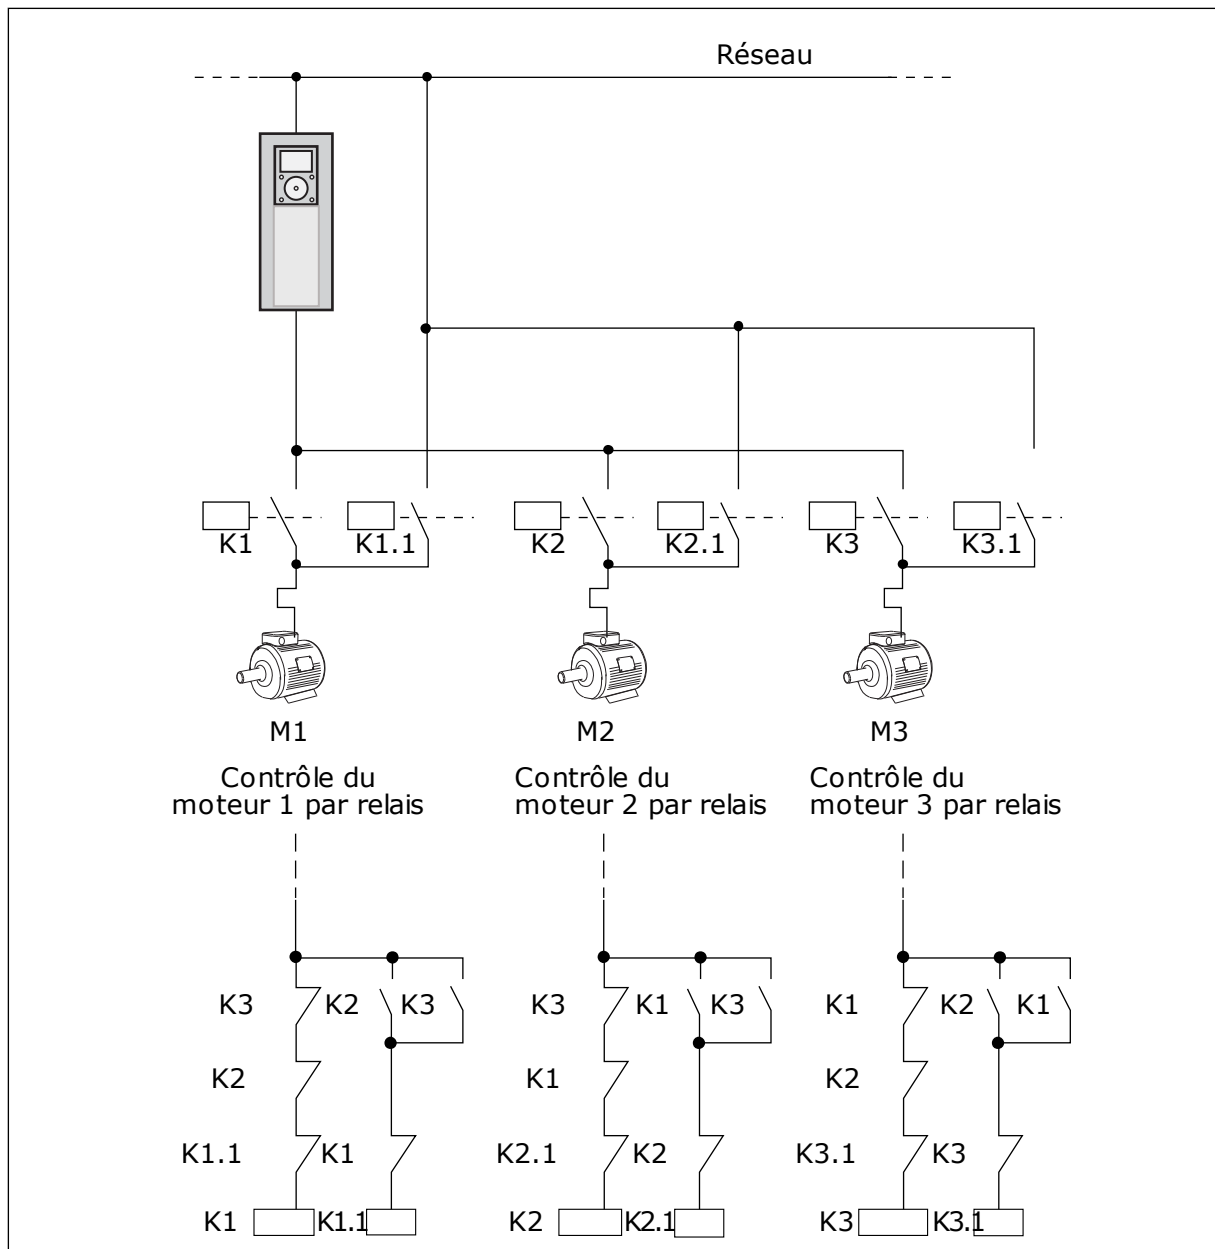 Réseau
K1 K1.1 K2 K2.1 K3 K3.1
M1 M2 M3
Contrôle du
moteur 1 par relais
Contrôle du
moteur 2 par relais
Contrôle du
moteur 3 par relais
K3 K2 K3 K3 K1 K3 K1 K2 K1
K2 K1 K2
K1.1 K1 K2.1 K2 K3.1 K3
K1 K1.1 K2 K2.1 K3 K3.1